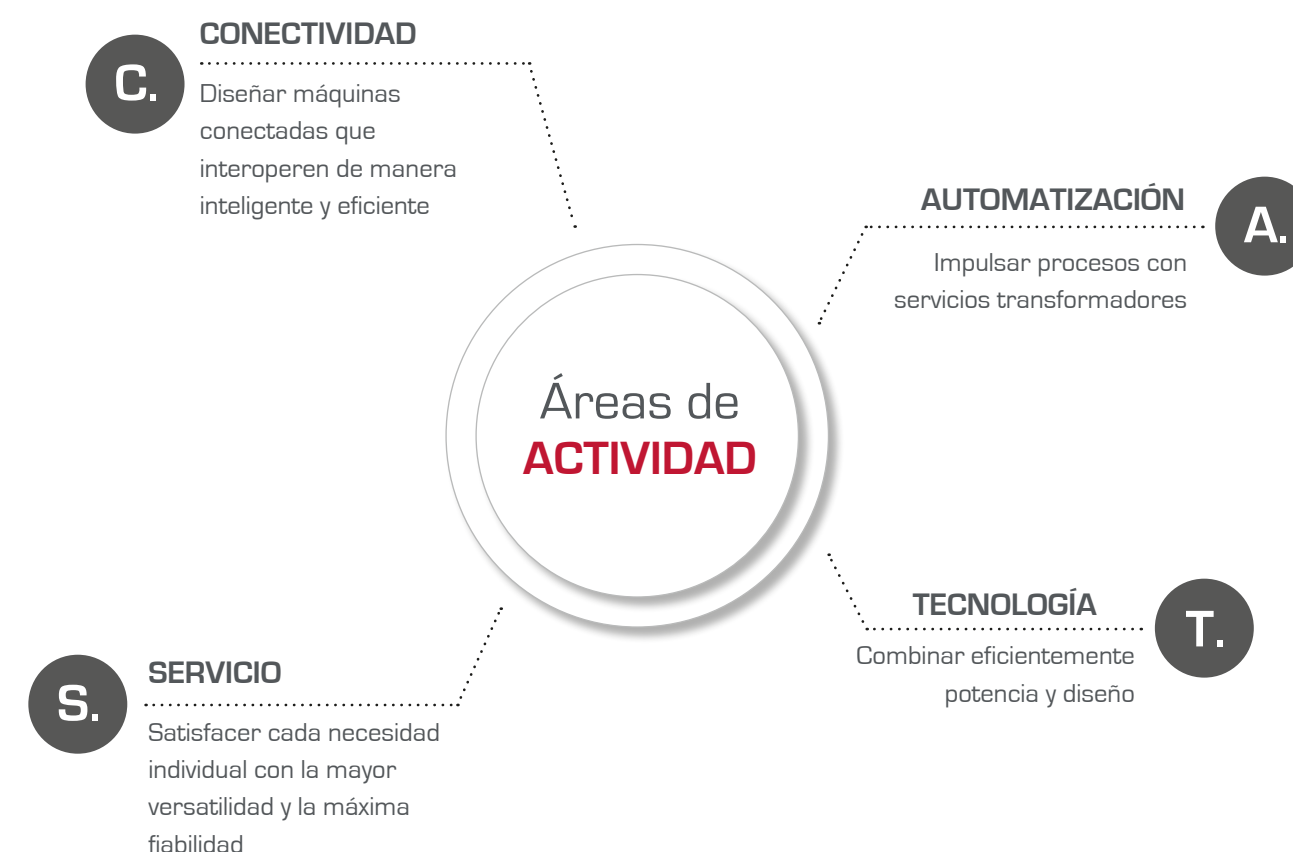 C.
CONECTIVIDAD
Diseñar máquinas
conectadas que
interoperen de manera
inteligente y eficiente
AUTOMATIZACIÓN
A.
Impulsar procesos con
servicios transformadores
Áreas de
ACTIVIDAD
TECNOLOGÍA
T.
Combinar eficientemente
potencia y diseño
S.
SERVICIO
Satisfacer cada necesidad
individual con la mayor
versatilidad y la máxima
fiabilidad